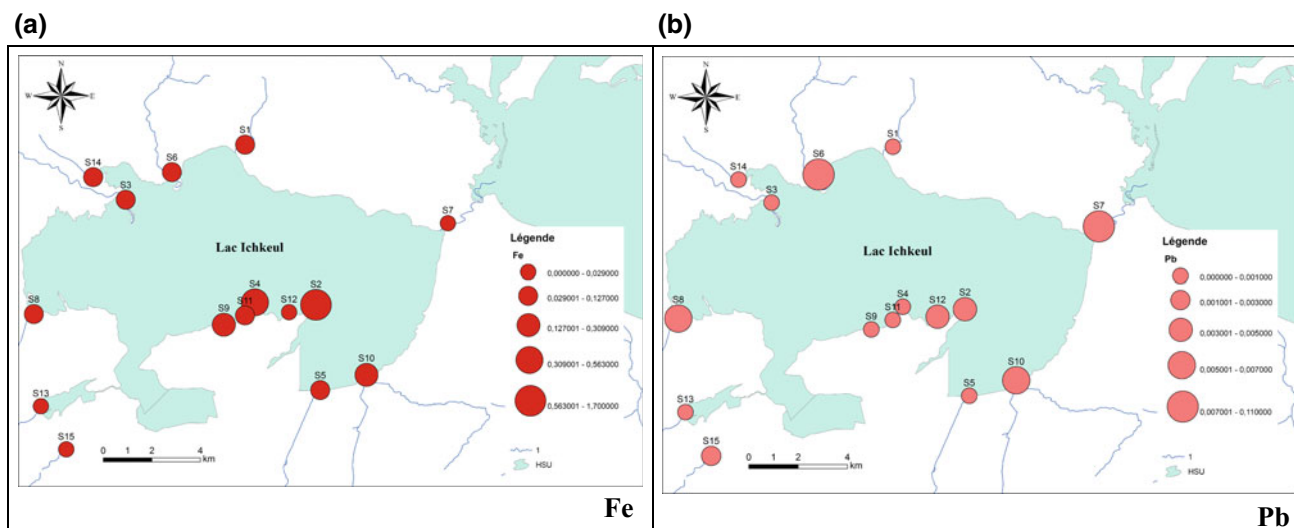 (a)
N
W E
S
S1
S6
S14
S3
S7
Lac Ichkeul
S4
S2
S11
S12
S9
S8
S10
S5
S13
S15
0 2 4
km
Légende
Fe
0,000000 - 0,029000
0,029001 - 0,127000
0,127001 - 0,309000
0,309001 - 0,563000
0,563001 - 1,700000
1
HSU
Fe
(b)
N
W E
S
S1
S6
S14
S3
S7
Lac Ichkeul
S4
S2
S11
S12
S9
S8
S10
S5
S13
S15
0 2 4
km
Légende
Pb
0,000000 - 0,001000
0,001001 - 0,003000
0,003001 - 0,005000
0,005001 - 0,007000
0,007001 - 0,110000
1
HSU
Pb